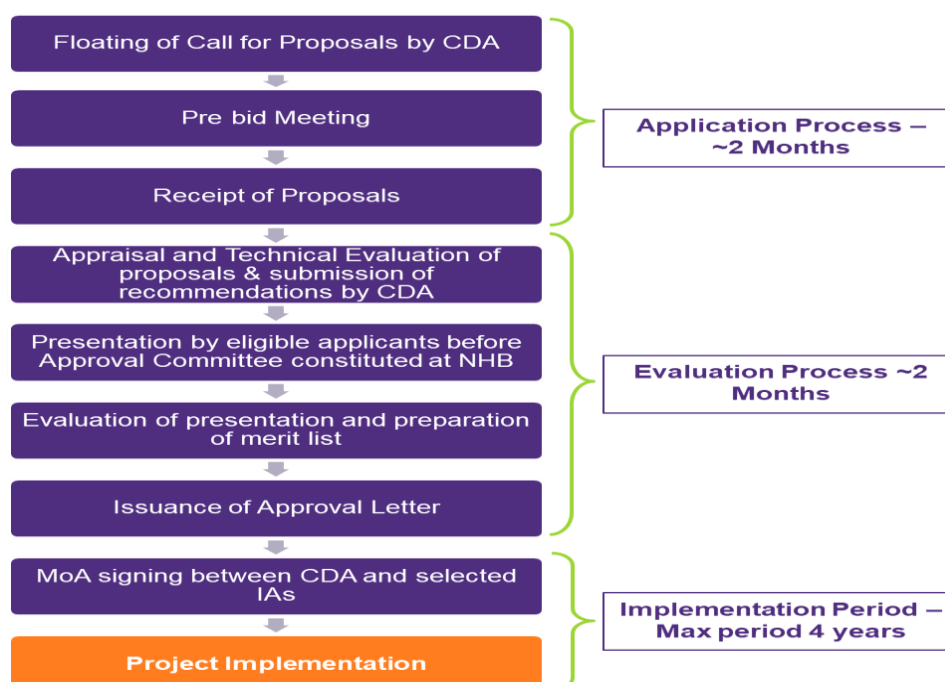 Floating of Call for Proposals by CDA
Pre bid Meeting
Receipt of Proposals
Application Process –
~2 Months
Appraisal and Technical Evaluation of
proposals & submission of
recommendations by CDA
Presentation by eligible applicants before
Approval Committee constituted at NHB
Evaluation of presentation and preparation
of merit list
Issuance of Approval Letter
Evaluation Process ~2
Months
MoA signing between CDA and selected
IAs
Project Implementation
Implementation Period –
Max period 4 years